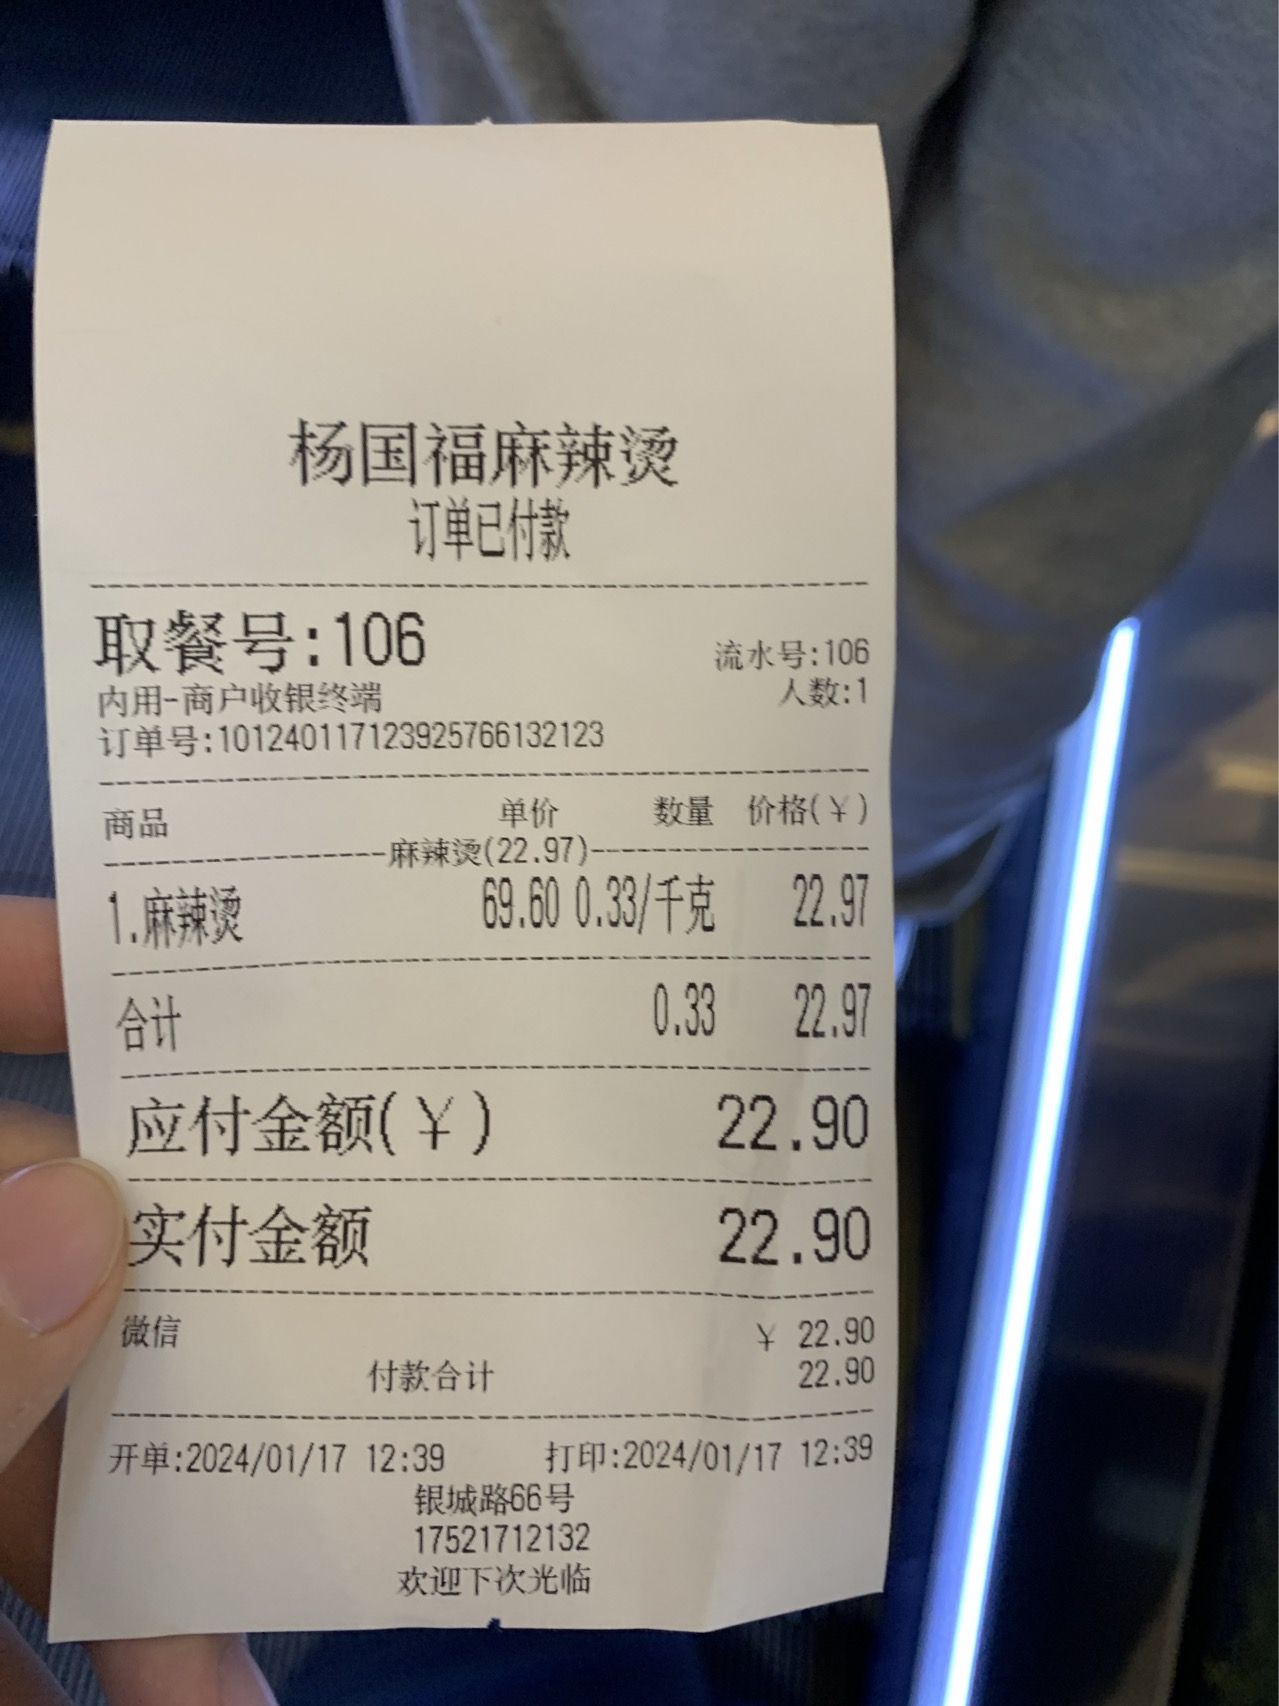 杨国福麻辣烫
订单已付款
取餐号:106
流水号:106
内用-商户收银终端
人数:1
订单号:101240117123925766132123
商品 单价 数量 价格(¥)
麻辣烫(22.97)
1.麻辣烫 69.60 0.33/千克 22.97
合计 0.33 22.97
应付金额(¥) 22.90
实付金额 22.90
微信 ¥ 22.90
付款合计 22.90
开单:2024/01/17 12:39 打印:2024/01/17 12:39
银城路66号
17521712132
欢迎下次光临